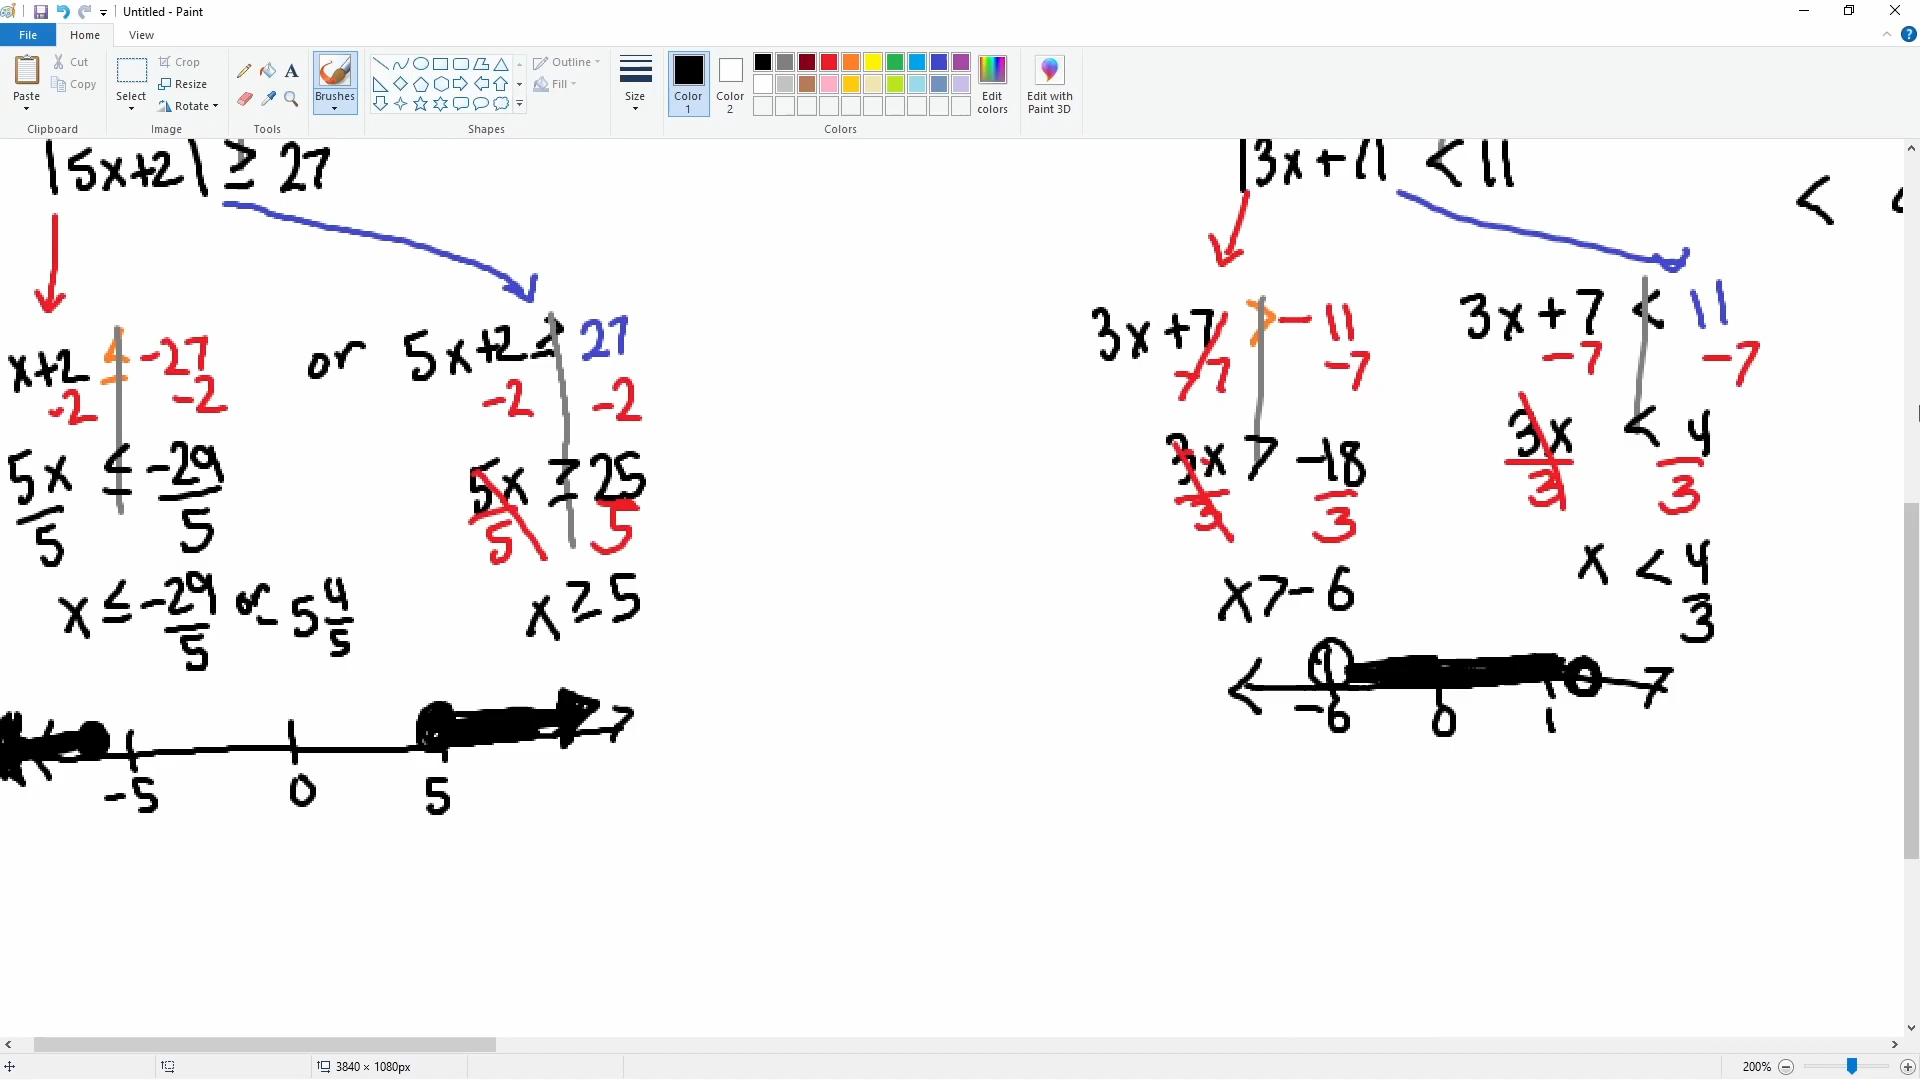 Untitled - Paint
File Home View
Paste
Cut
Copy
Clipboard
Select
Crop
Resize
Rotate
Image
Tools
Brushes
Shapes
Outline
Fill
Size
Color 1
Color 2
Colors
Edit colors
Edit with Paint 3D
|5x+2| ≥ 27
x+2 ≤ -27
-2 -2
5x ≤ -29
5 5
x ≤ -29/5 or -5 4/5
-5 0 5
or 5x+2 ≥ 27
-2 -2
5x ≥ 25
5 5
x ≥ 5
|3x+7| < 11
3x+7 > -11
-7 -7
3x > -18
3 3
x > -6
3x+7 < 11
-7 -7
3x < 4
3 3
x < 4/3
-6 0 1
<
3840 × 1080px
200%